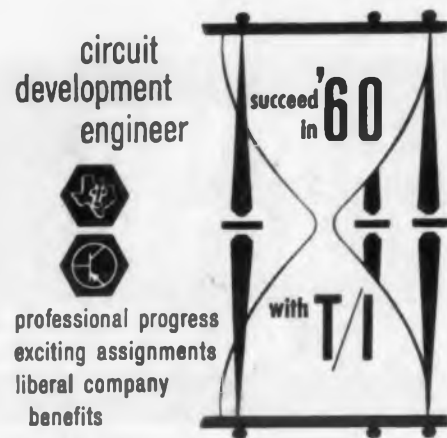 circuit
development
engineer
succeed
in '60
with T/I
professional progress
exciting assignments
liberal company
benefits